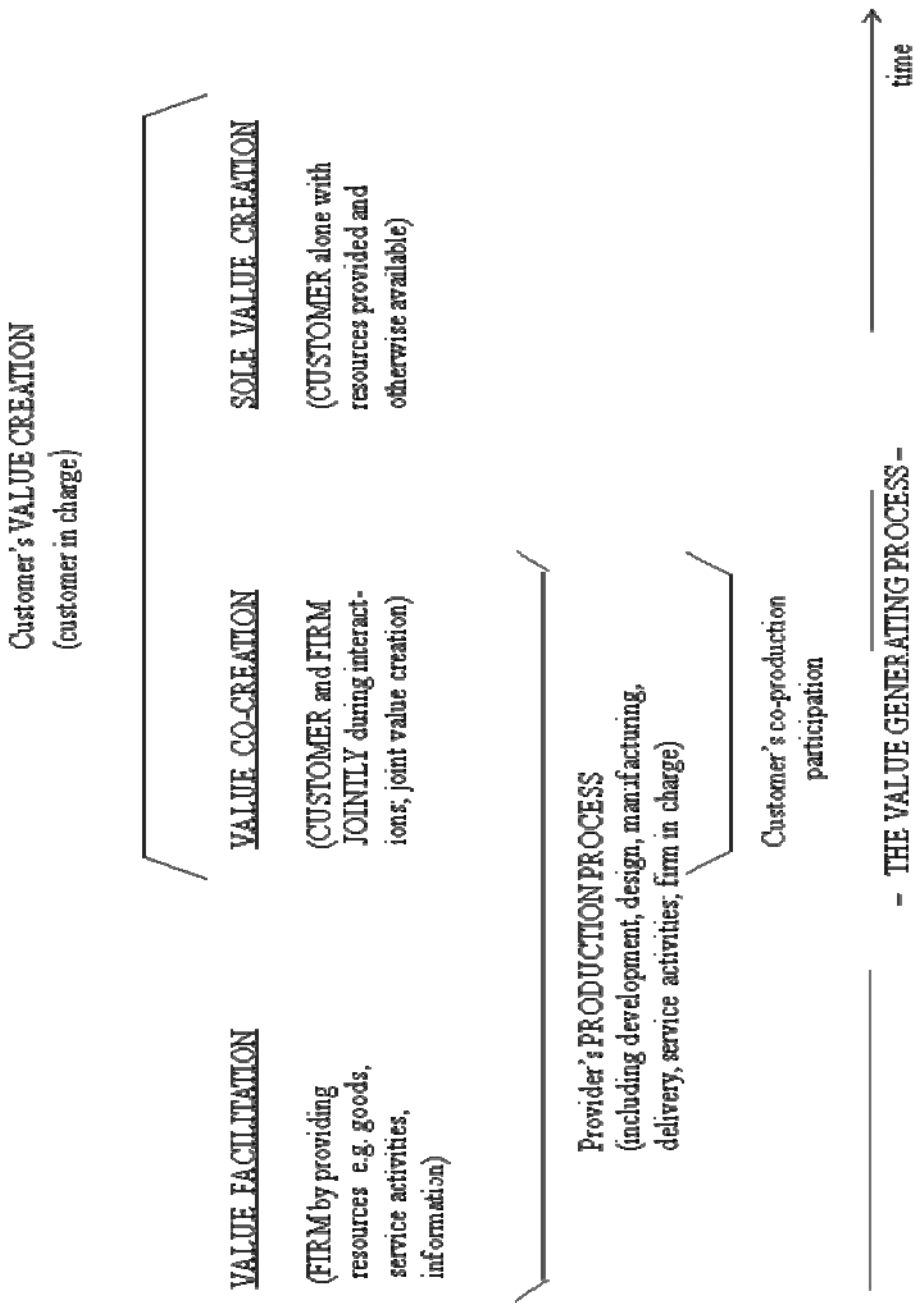 Customer's VALUE CREATION
(customer in charge)
VALUE FACILITATION
(FIRM by providing
resources e.g. goods,
service activities,
information)
VALUE CO-CREATION
(CUSTOMER and FIRM
JOINTLY during interact-
ions; joint value creation)
SOLE VALUE CREATION
(CUSTOMER alone with
resources provided and
otherwise available)
Provider's PRODUCTION PROCESS
(including development, design, manufacturing,
delivery, service activities; firm in charge)
Customer's co-production
participation
- THE VALUE GENERATING PROCESS -
time